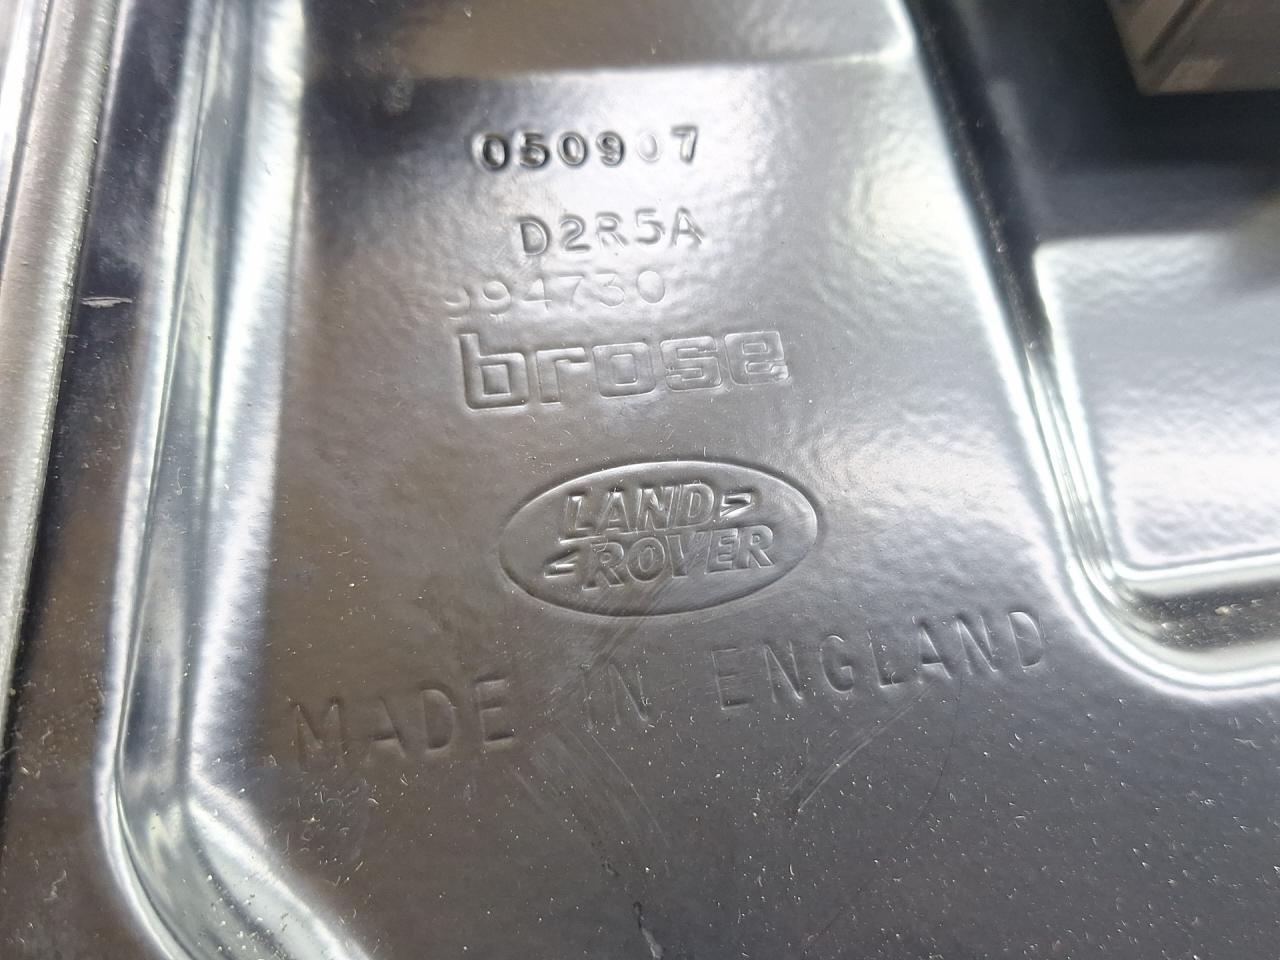 050907
D2R5A
994730
brose
LAND
ROVER
MADE IN ENGLAND